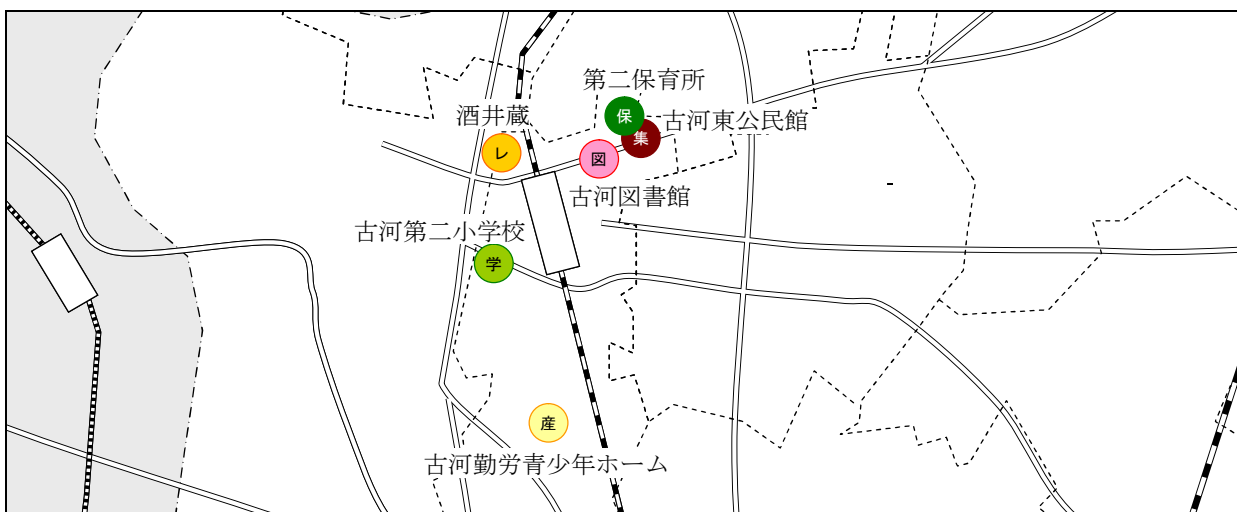 第二保育所
保
酒井蔵
古河東公民館
集
レ
図
古河図書館
古河第二小学校
学
産
古河勤労青少年ホーム